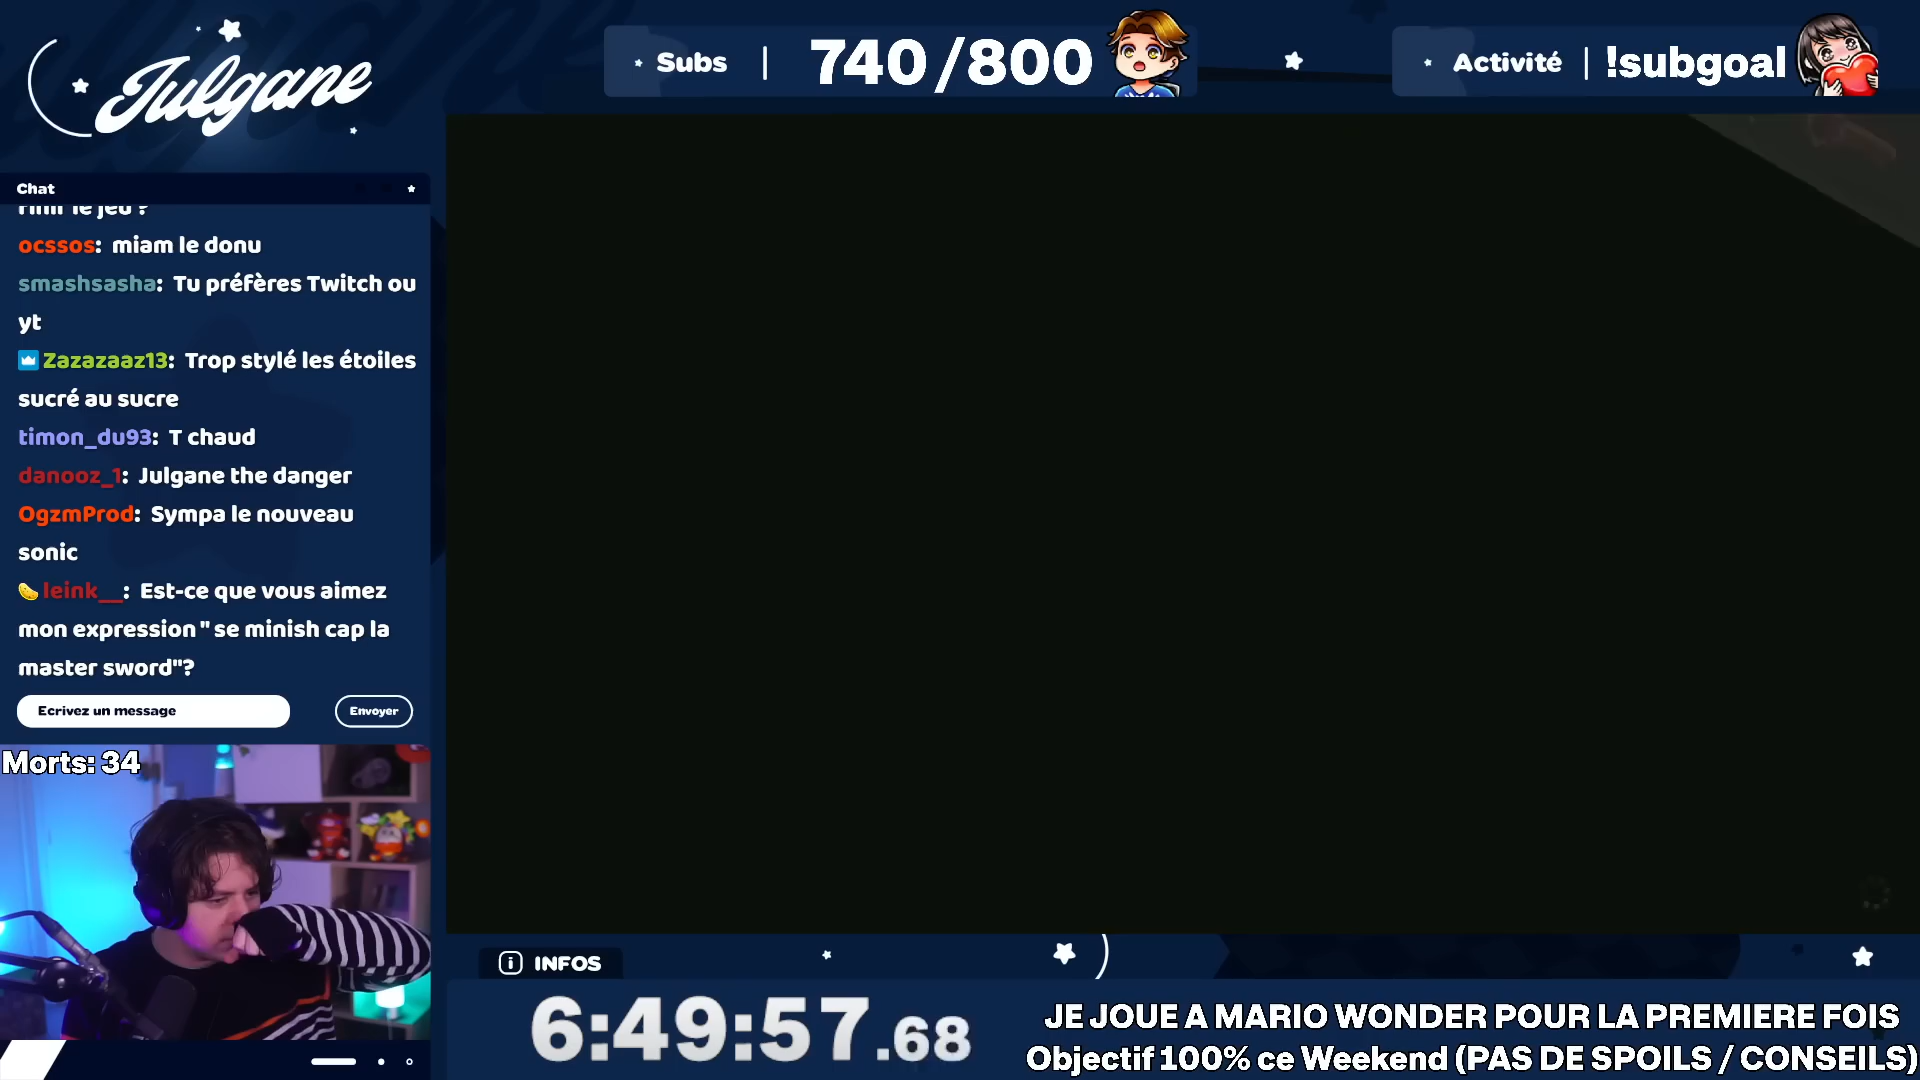 Julgane
Subs | 740/800
Activité | !subgoal
Chat
finir le jeu ?
ocssos: miam le donu
smashsasha: Tu préfères Twitch ou
yt
Zazazaaz13: Trop stylé les étoiles
sucré au sucre
timon_du93: T chaud
danooz_1: Julgane the danger
OgzmProd: Sympa le nouveau
sonic
leink__: Est-ce que vous aimez
mon expression " se minish cap la
master sword"?
Ecrivez un message
Envoyer
Morts: 34
INFOS
6:49:57.68
JE JOUE A MARIO WONDER POUR LA PREMIERE FOIS
Objectif 100% ce Weekend (PAS DE SPOILS / CONSEILS)